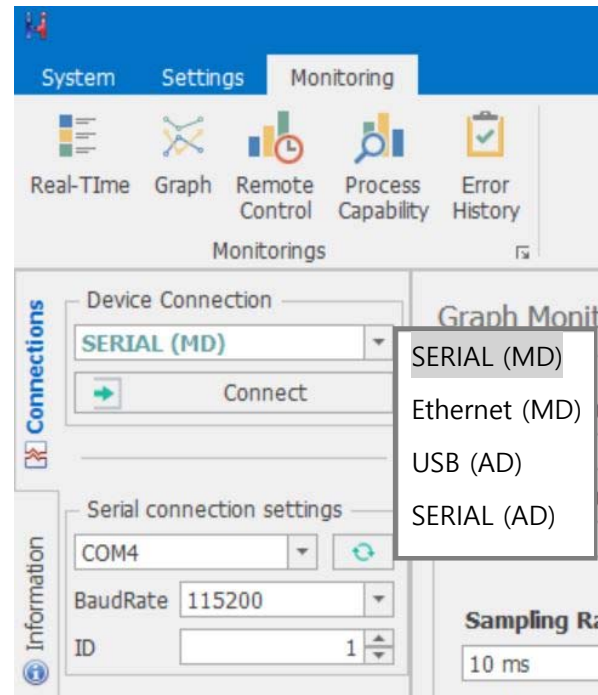 System Settings Monitoring
Real-TIme Graph Remote Control Process Capability Error History
Monitorings
Connections
Device Connection
SERIAL (MD)
Connect
Graph Monit
SERIAL (MD)
Ethernet (MD)
USB (AD)
SERIAL (AD)
Information
Serial connection settings
COM4
BaudRate 115200
ID 1
Sampling Ra
10 ms